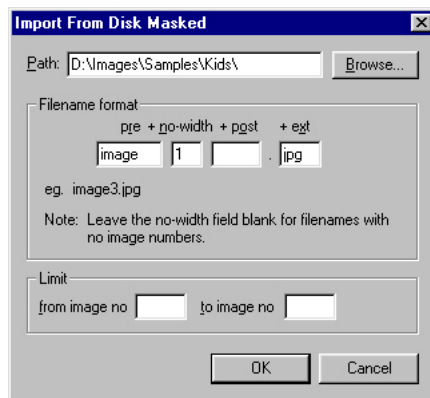 Import From Disk Masked
Path: D:\Images\Samples\Kids\ Browse...
Filename format
pre + no-width + post + ext
image 1 . jpg
eg. image3.jpg
Note: Leave the no-width field blank for filenames with
no image numbers.
Limit
from image no to image no
OK Cancel